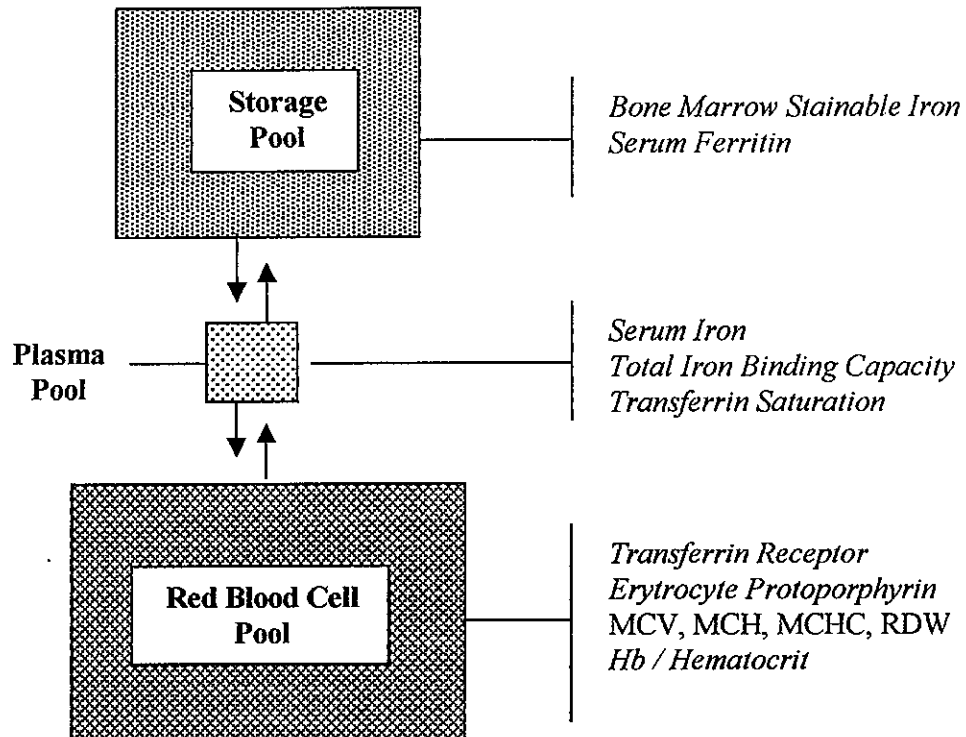 Storage
Pool
Bone Marrow Stainable Iron
Serum Ferritin
Plasma
Pool
Serum Iron
Total Iron Binding Capacity
Transferrin Saturation
Red Blood Cell
Pool
Transferrin Receptor
Erytrocyte Protoporphyrin
MCV, MCH, MCHC, RDW
Hb / Hematocrit